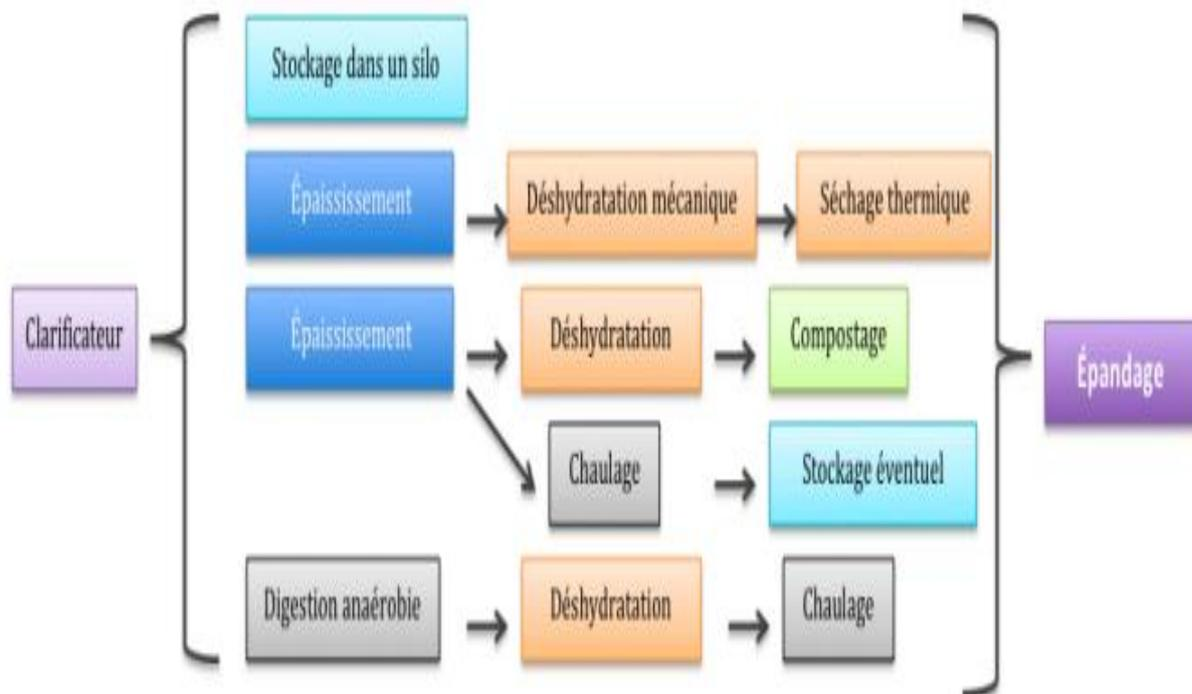 Stockage dans un silo
Épaississement
Déshydratation mécanique
Séchage thermique
Clarificateur
Épaississement
Déshydratation
Compostage
Épandage
Chaulage
Stockage éventuel
Digestion anaérobie
Déshydratation
Chaulage